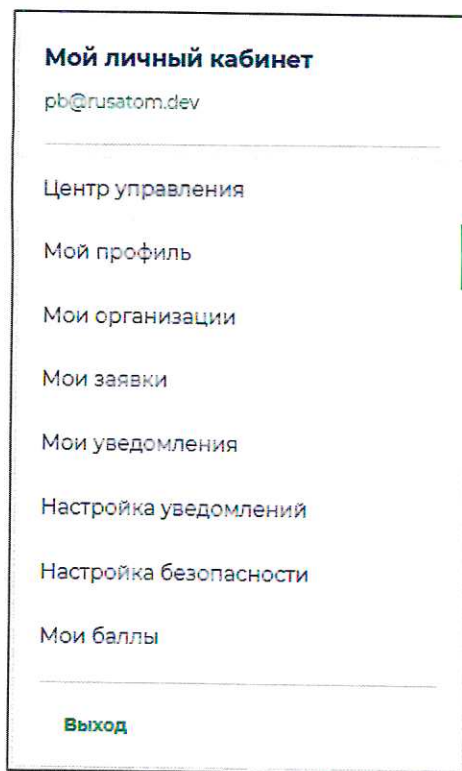 Мой личный кабинет
pb@rusatom.dev
Центр управления
Мой профиль
Мои организации
Мои заявки
Мои уведомления
Настройка уведомлений
Настройка безопасности
Мои баллы
Выход